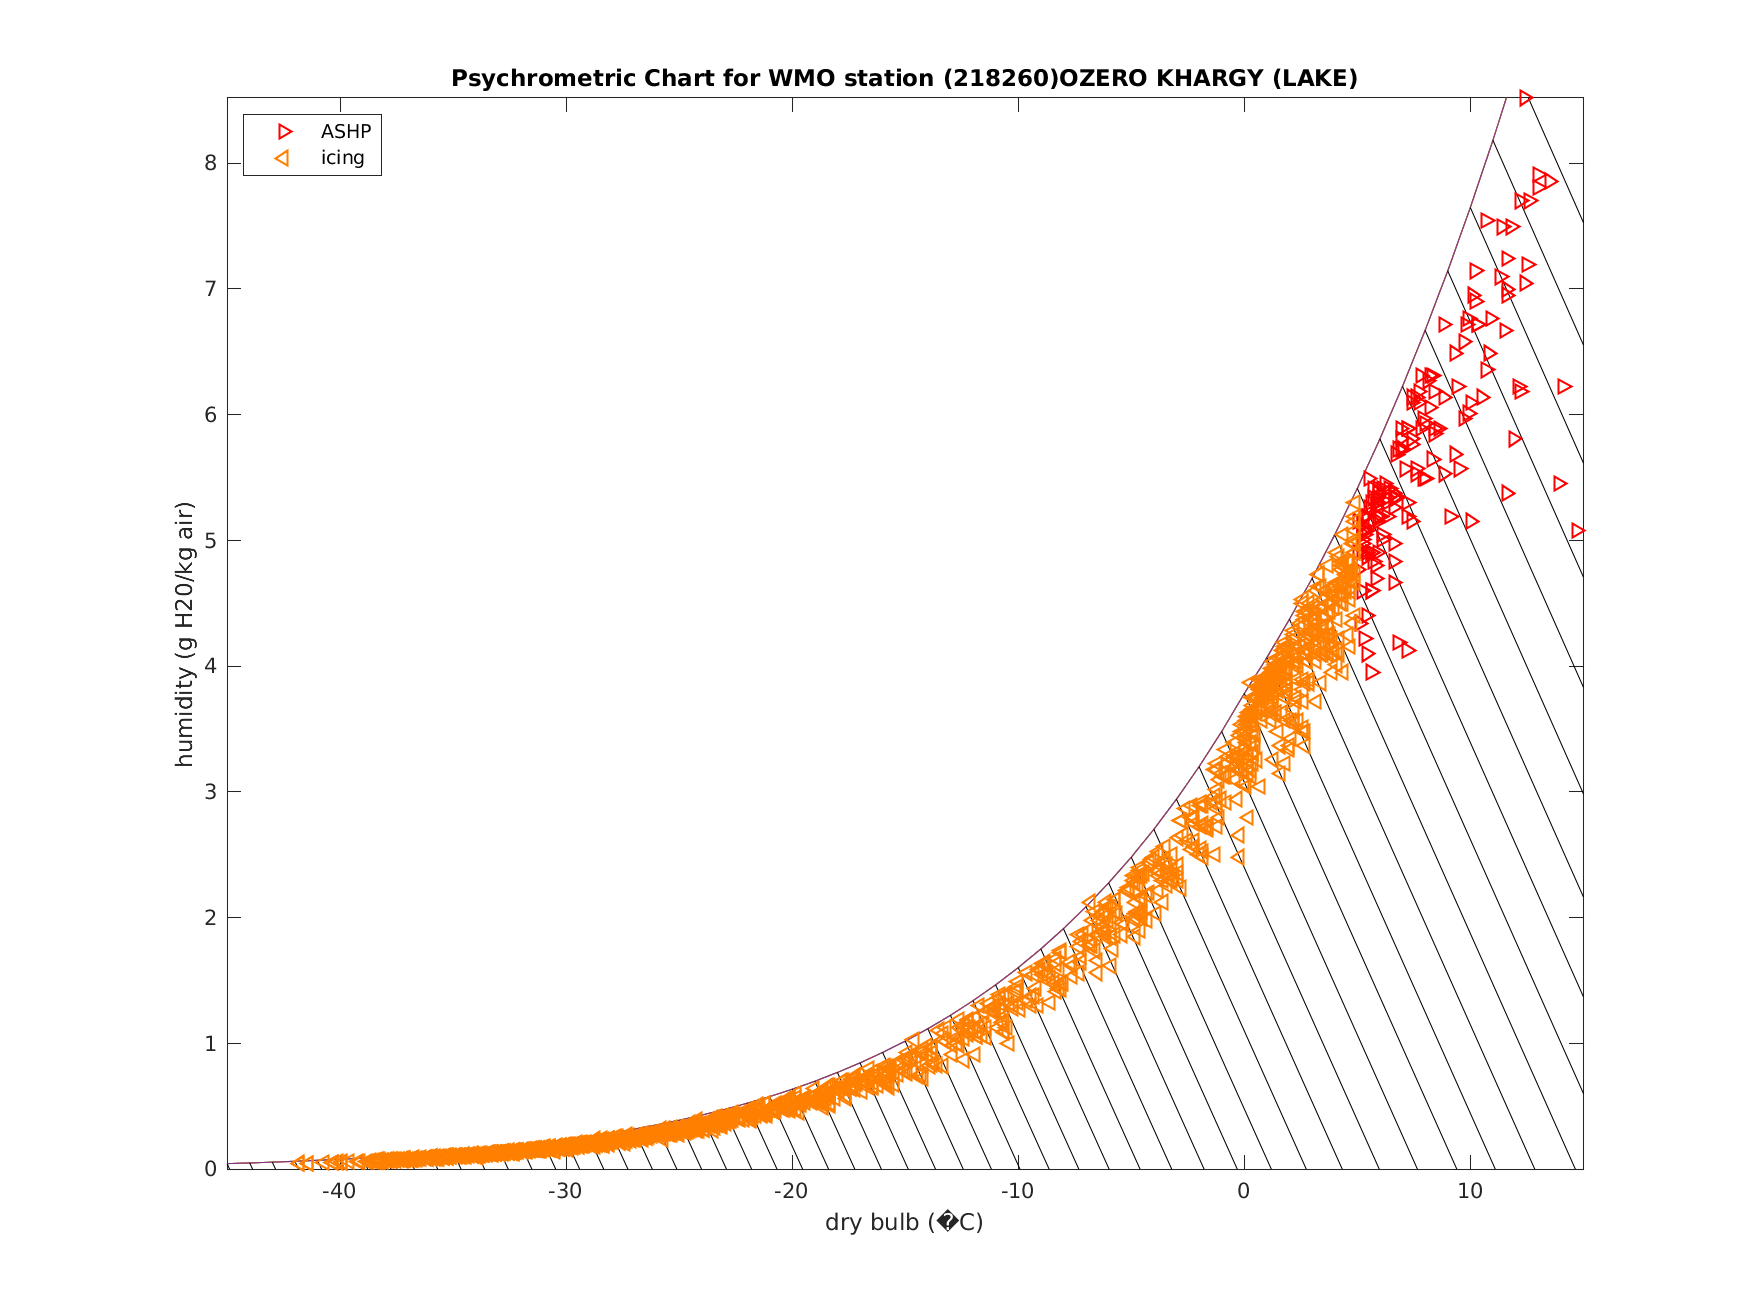 Psychrometric Chart for WMO station (218260)OZERO KHARGY (LAKE)
ASHP
icing
humidity (g H20/kg air)
8
7
6
5
4
3
2
1
0
-40 -30 -20 -10 0 10
dry bulb (�C)